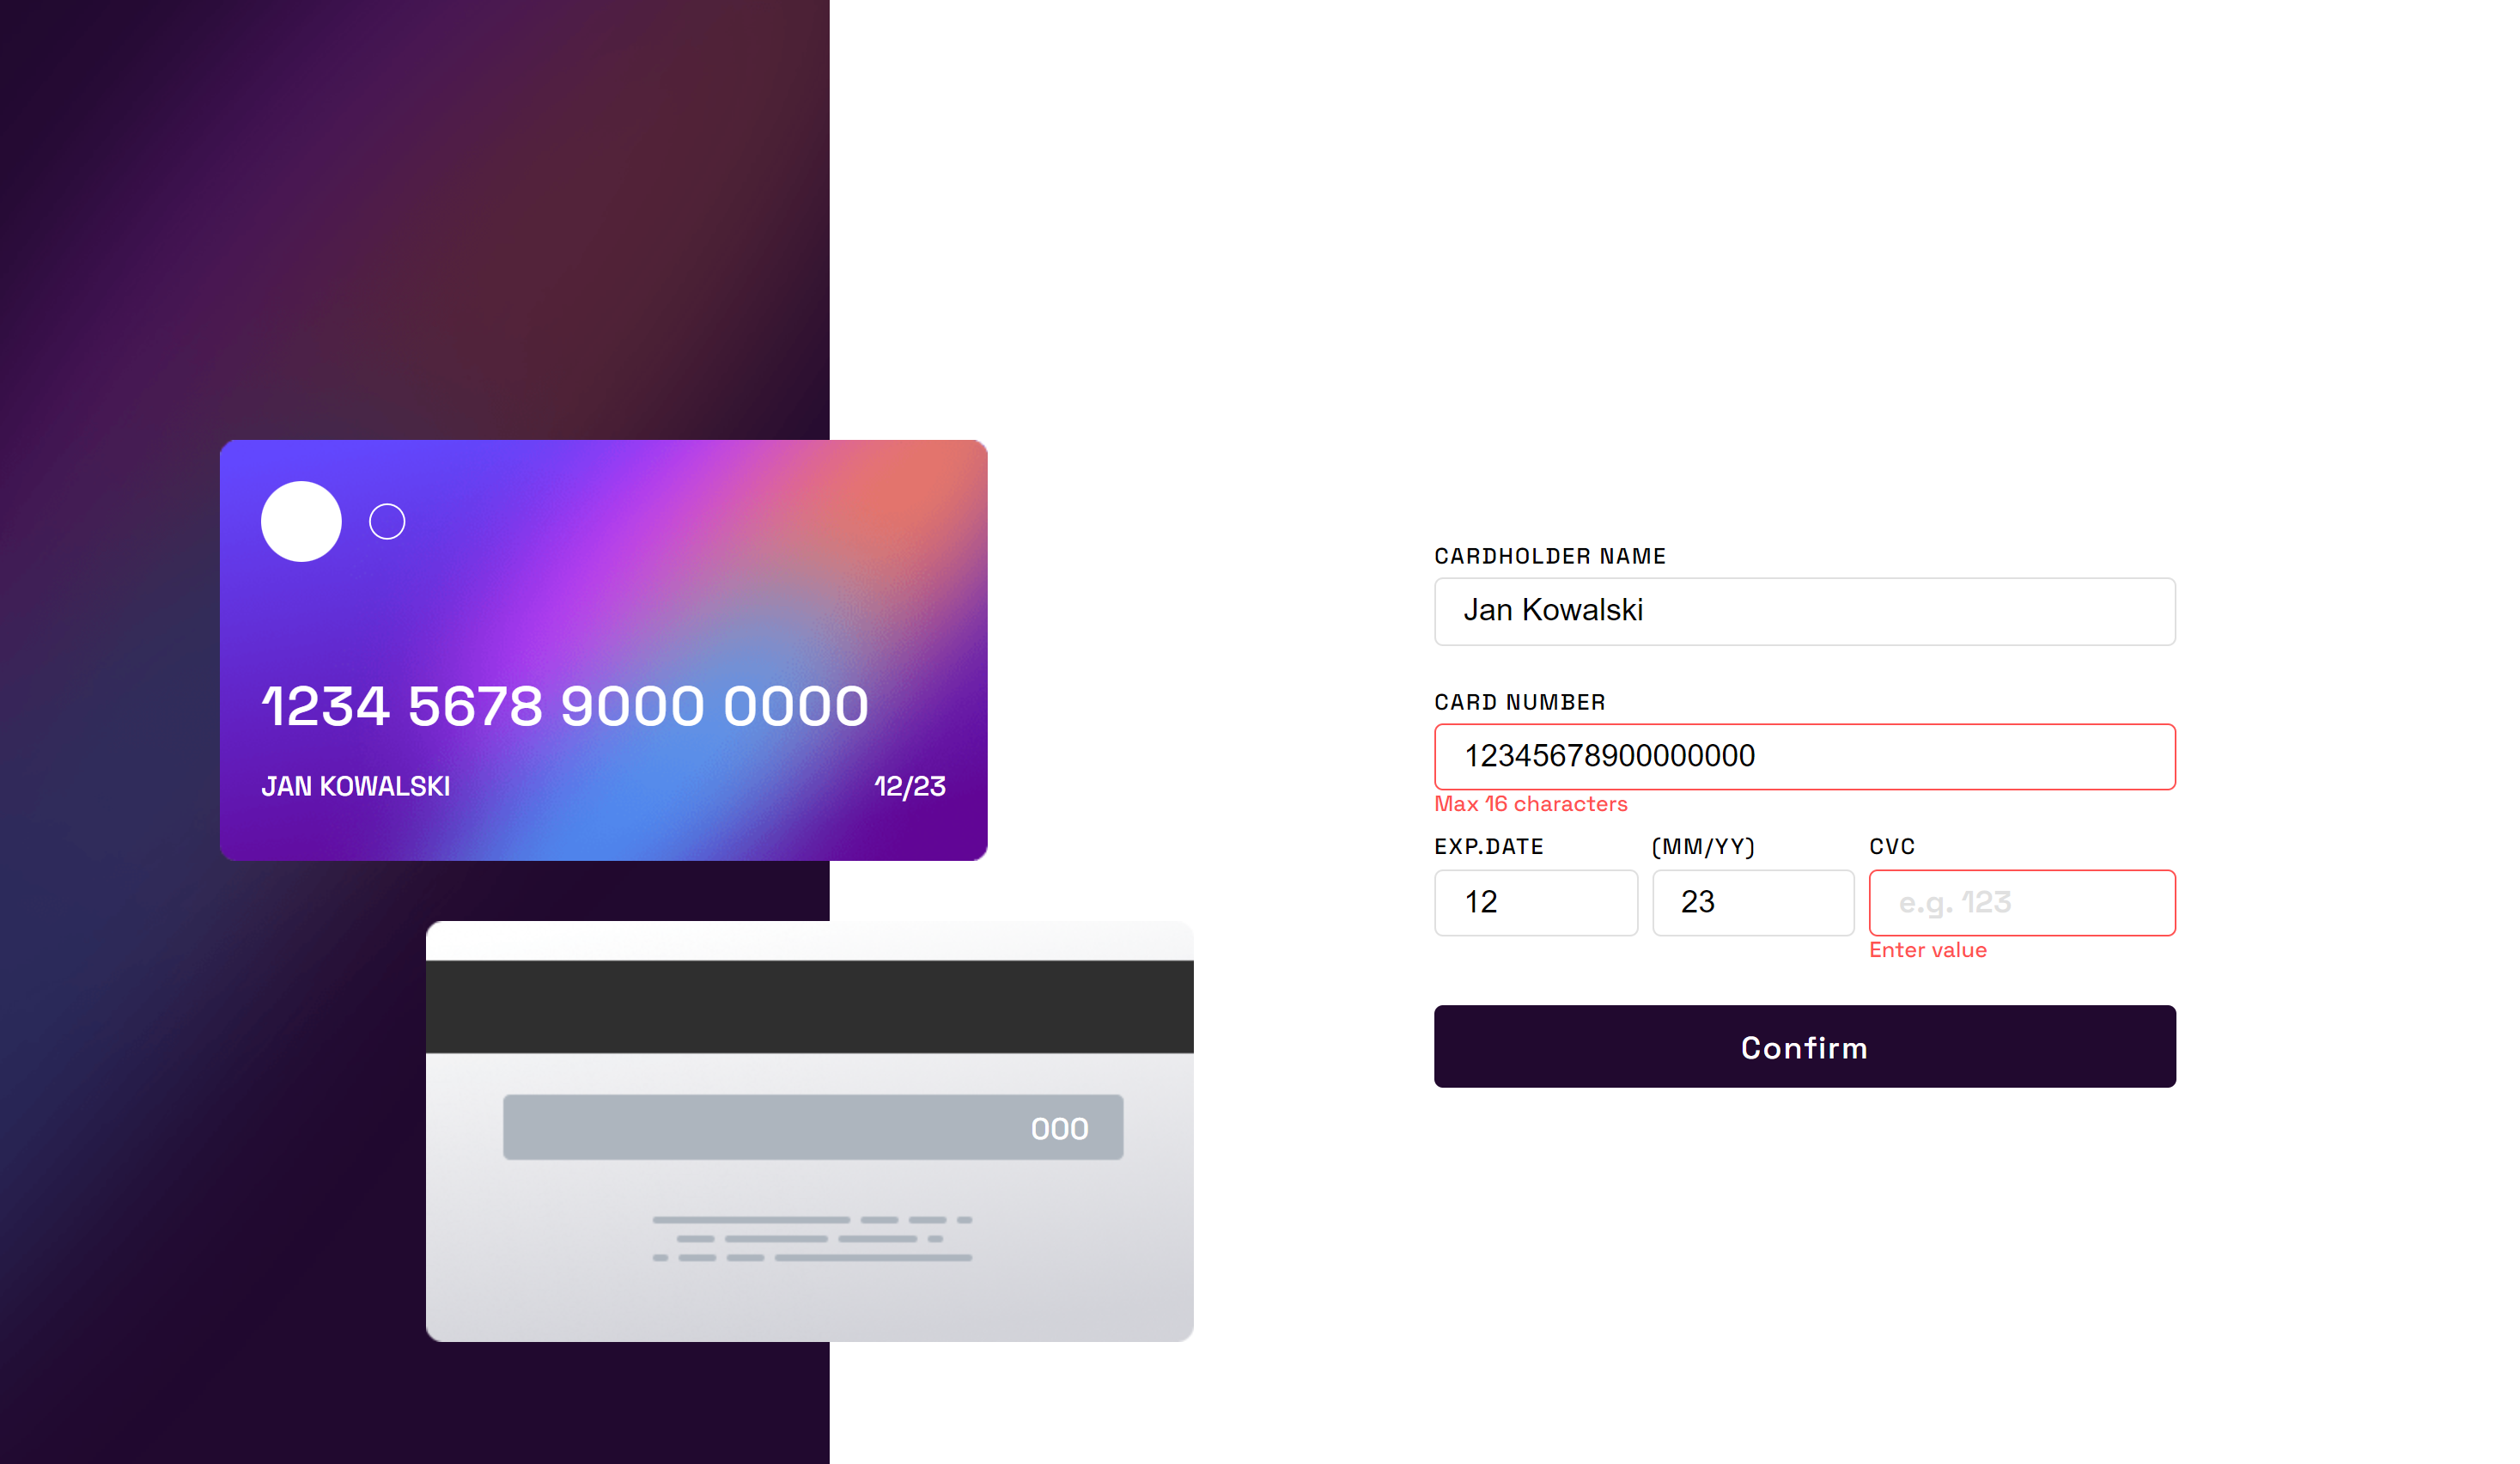 1234 5678 9000 0000
JAN KOWALSKI 12/23
000
CARDHOLDER NAME
Jan Kowalski
CARD NUMBER
12345678900000000
Max 16 characters
EXP.DATE (MM/YY) CVC
12 23 e.g. 123
Enter value
Confirm